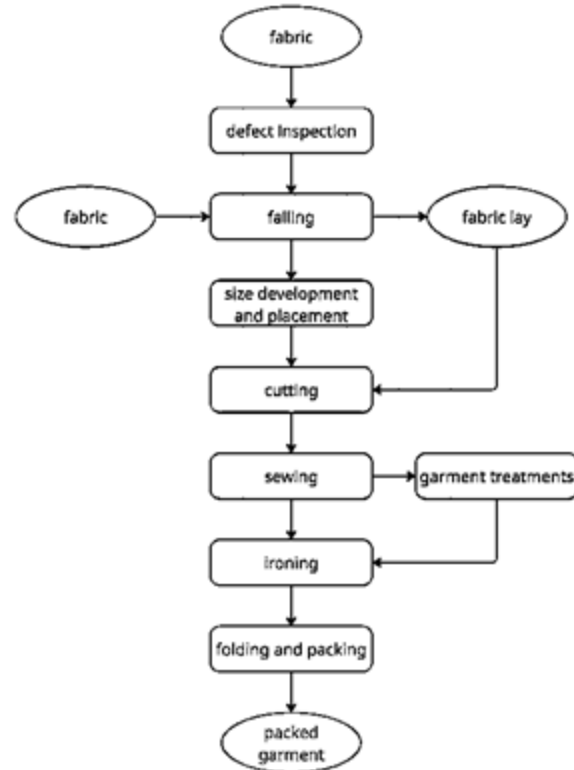 fabric
defect inspection
fabric
falling
fabric lay
size development
and placement
cutting
sewing
garment treatments
ironing
folding and packing
packed
garment